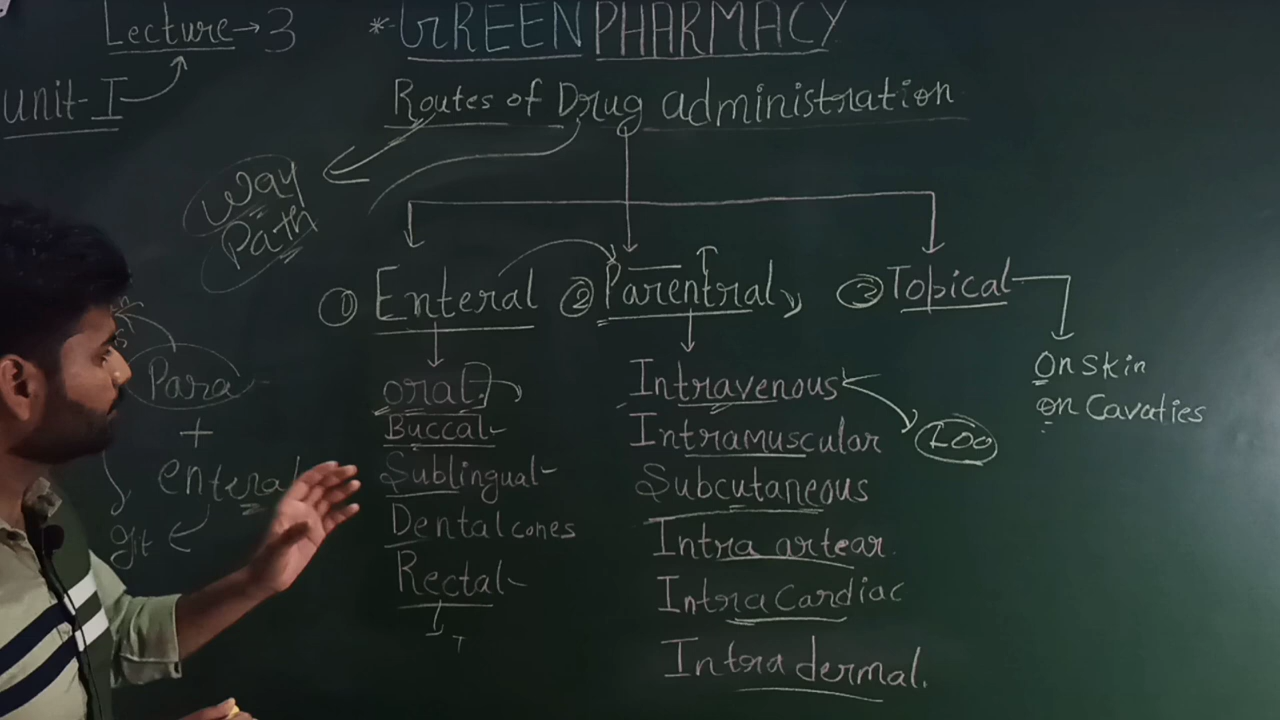 Lecture→3
*GREEN PHARMACY
unit-I
Routes of Drug administration
Way
Path
① Enteral
② Parentral
③ Topical
Para
+
enteral
git
oral
Buccal
Sublingual
Dental cones
Rectal
T
Intravenous
100
Intramuscular
Subcutaneous
Intra artear
Intra Cardiac
Intra dermal.
On skin
on Cavaties